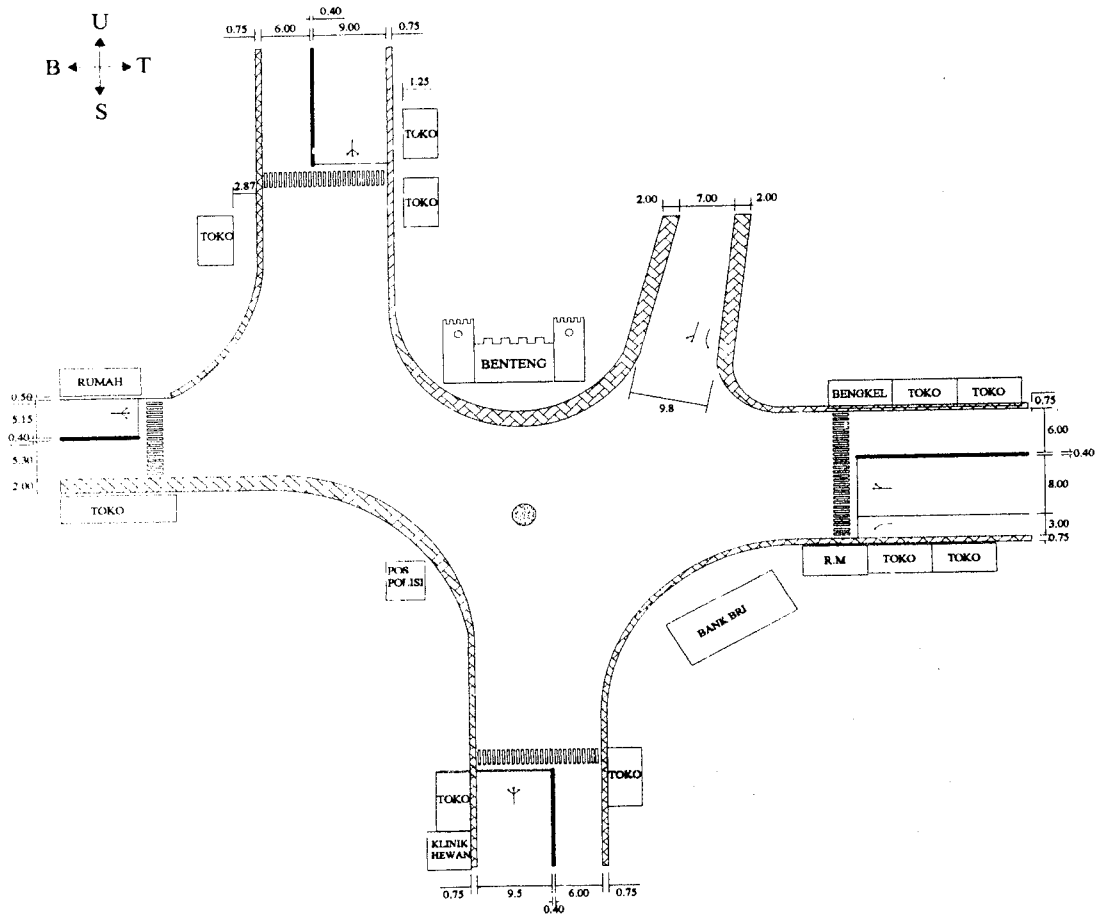 0.40
U
0.75 6.00 9.00 0.75
B T
S
1.25
TOKO
2.87
TOKO
TOKO
2.00 7.00 2.00
BENTENG
RUMAH
9.8
0.50
5.15
0.40
5.30
2.00
TOKO
BENGKEL TOKO TOKO
0.75
6.00
0.40
8.00
3.00
0.75
R.M TOKO TOKO
POS
POLISI
BANK BRI
TOKO
TOKO
KLINIK
HEWAN
0.75 9.5 6.00 0.75
0.40